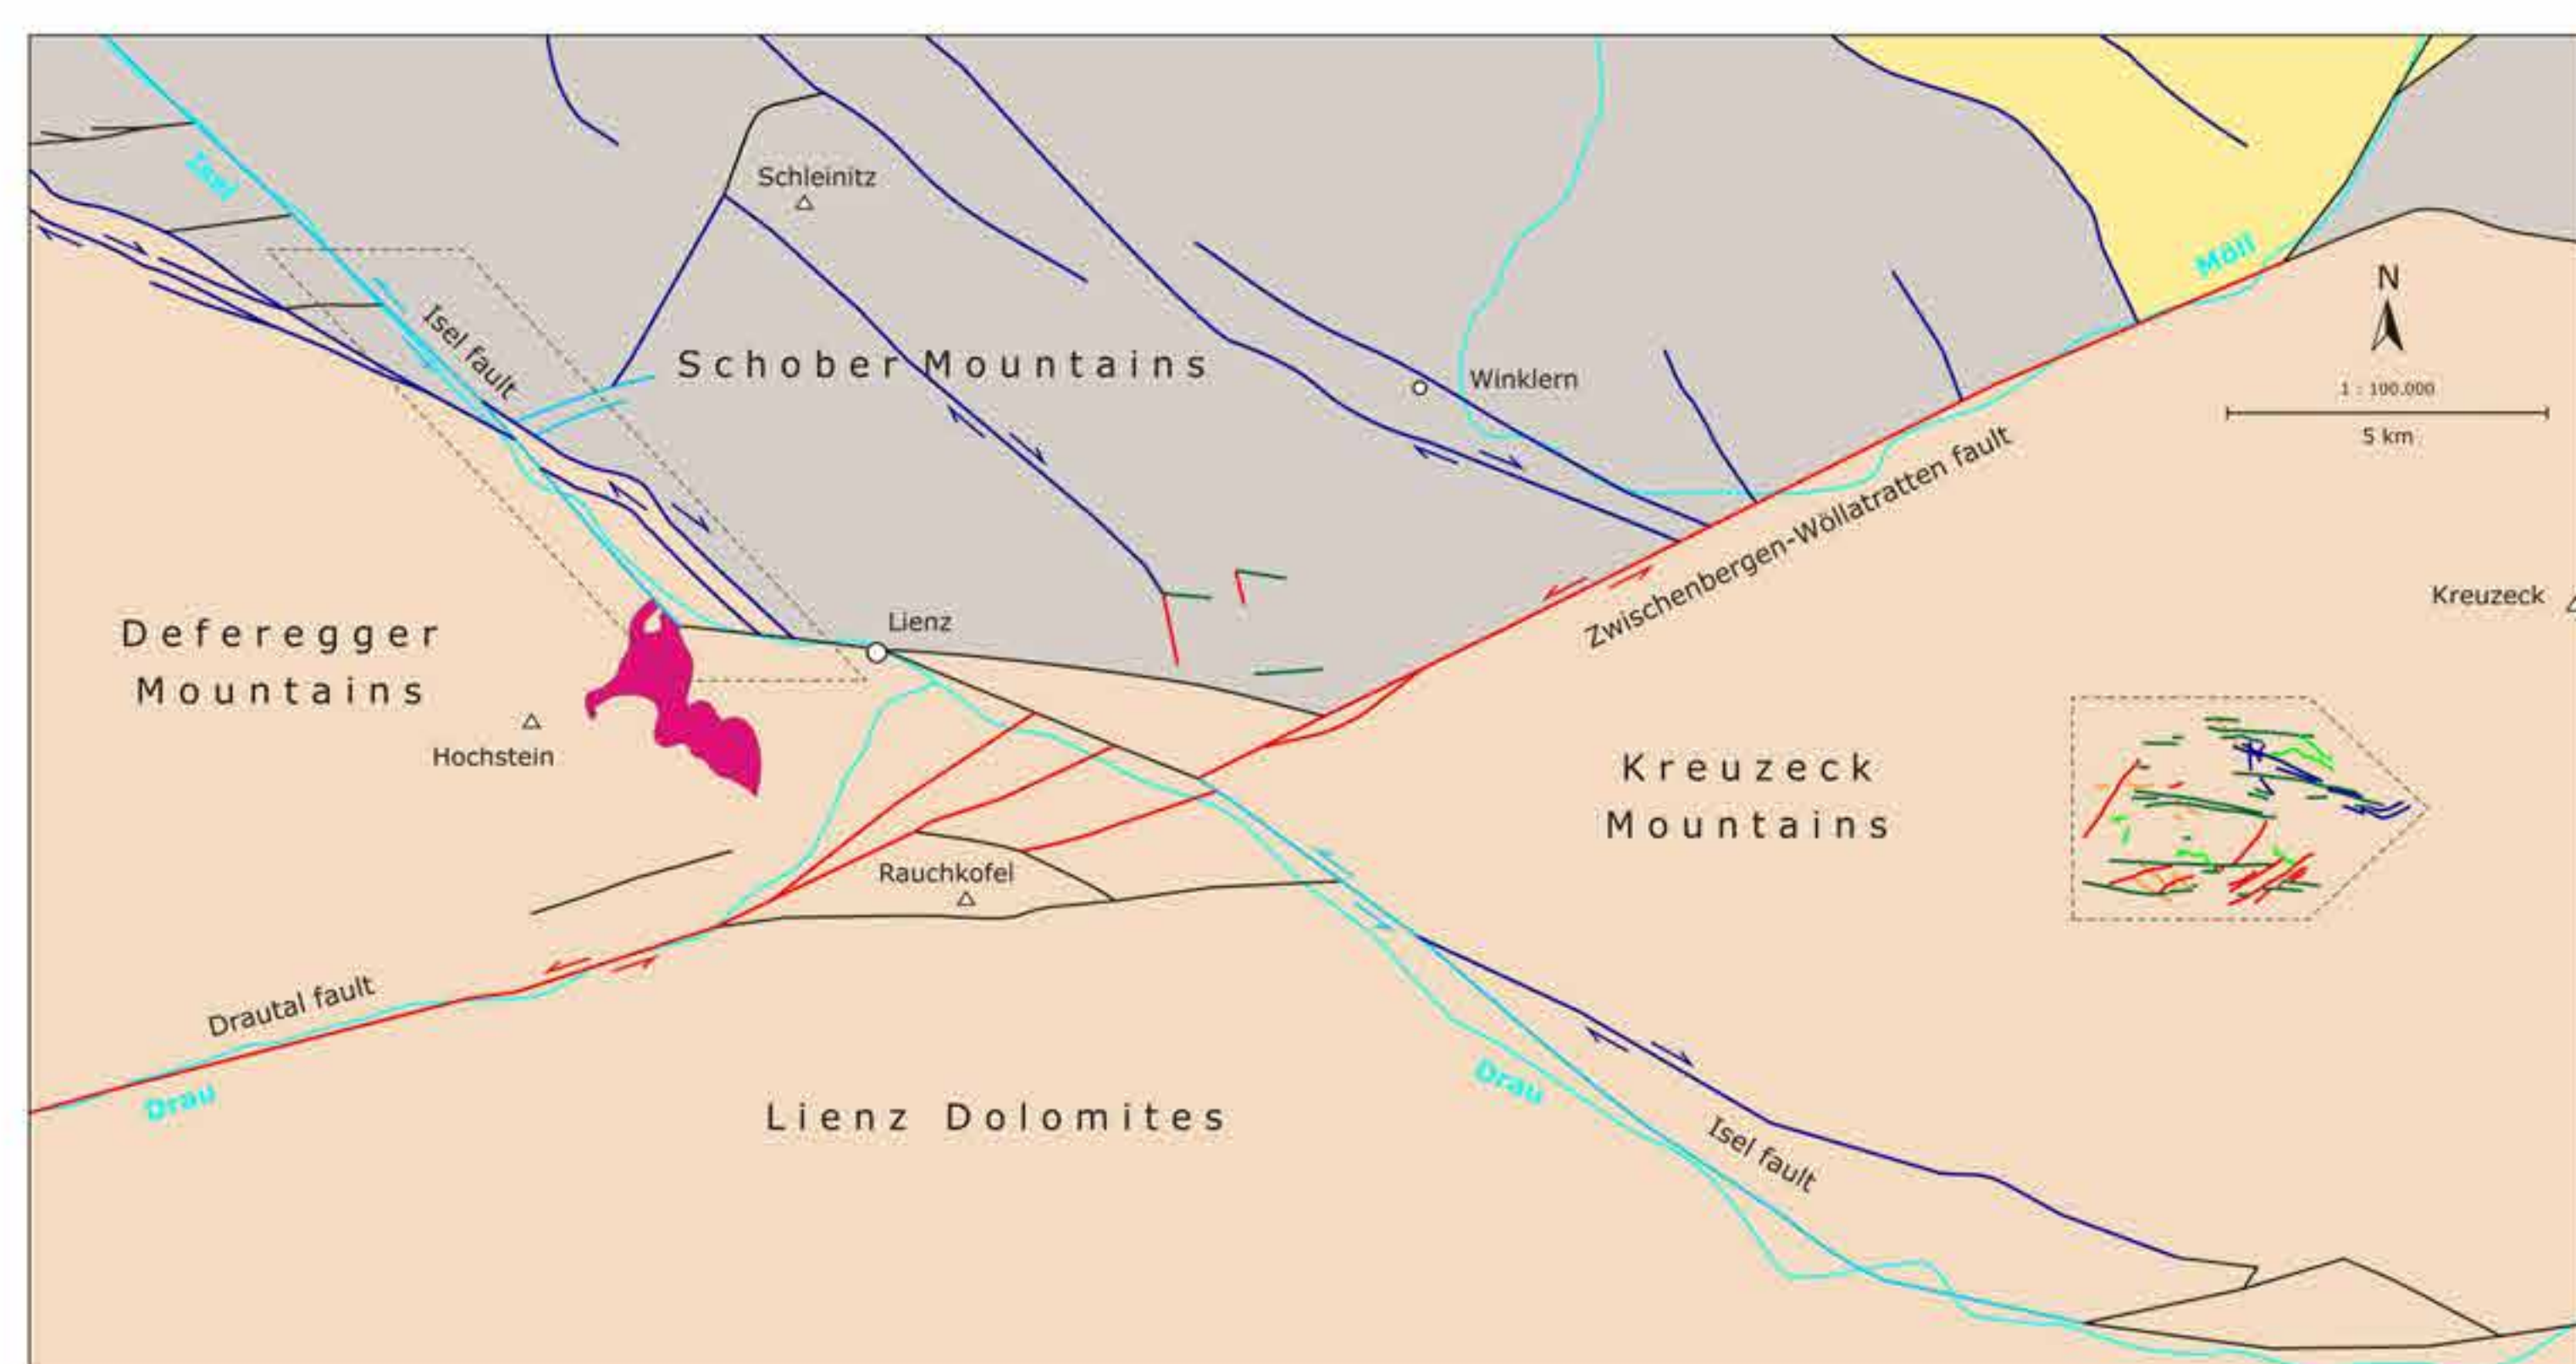 Isel
Schleinitz
Möll
N
Isel fault
Schober Mountains
Winklern
1 : 100.000
5 km
Zwischenbergen-Wöllatratten fault
Kreuzeck
Lienz
Deferegger
Mountains
Hochstein
Kreuzeck
Mountains
Rauchkofel
Drautal fault
Drau
Drau
Lienz Dolomites
Isel fault